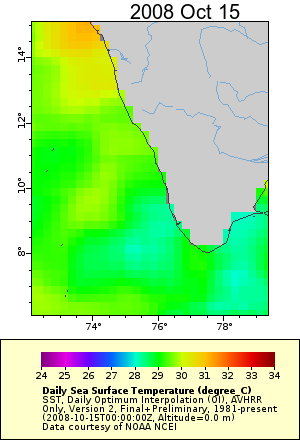 2008 Oct 15
14°
12°
10°
8°
74° 76° 78°
24 25 26 27 28 29 30 31 32 33 34
Daily Sea Surface Temperature (degree_C)
SST, Daily Optimum Interpolation (OI), AVHRR
Only, Version 2, Final+Preliminary, 1981-present
(2008-10-15T00:00:00Z, Altitude=0.0 m)
Data courtesy of NOAA NCEI